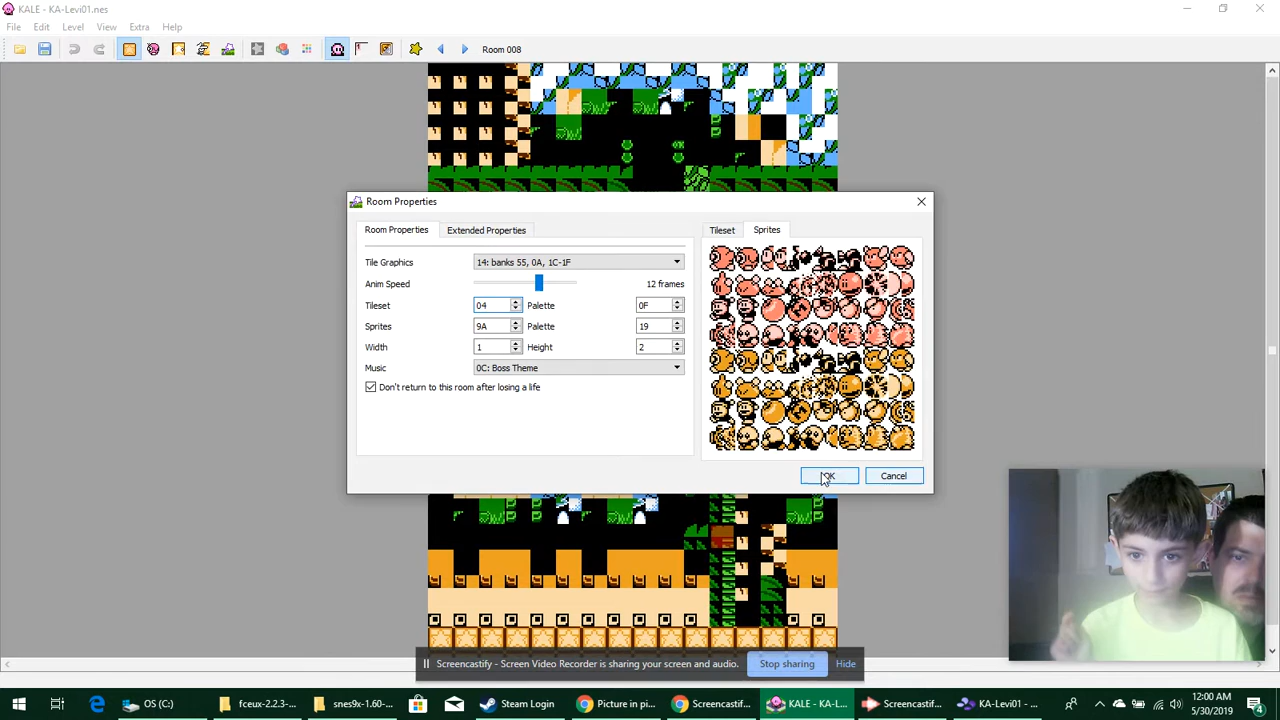 KALE - KA-Levi01.nes
File Edit Level View Extra Help
Room 008
Room Properties
Room Properties Extended Properties Tileset Sprites
Tile Graphics 14: banks 55, 0A, 1C-1F
Anim Speed 12 frames
Tileset 04 Palette 0F
Sprites 9A Palette 19
Width 1 Height 2
Music 0C: Boss Theme
Don't return to this room after losing a life
OK Cancel
Screencastify - Screen Video Recorder is sharing your screen and audio. Stop sharing Hide
OS (C:) fceux-2.2.3-... snes9x-1.60-... Steam Login Picture in pi... Screencastif... KALE - KA-L... Screencastif... KA-Levi01 - ...
12:00 AM
5/30/2019
4